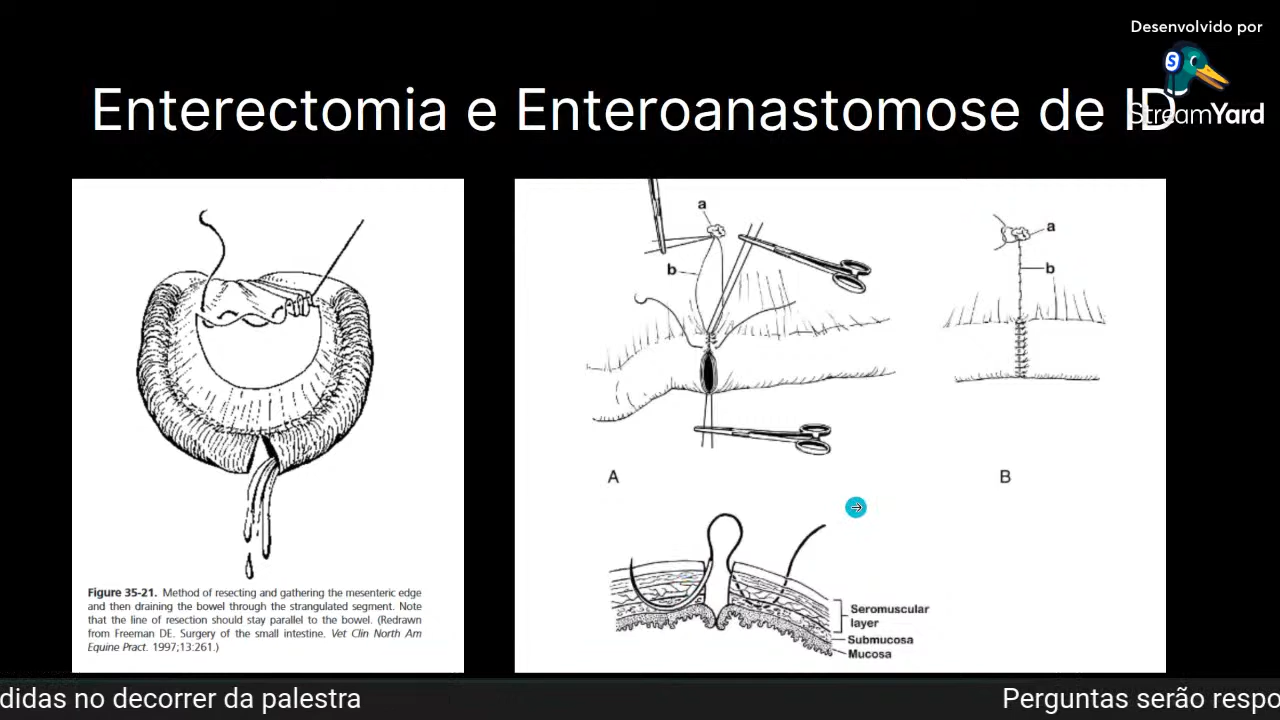 Desenvolvido por
StreamYard
Enterectomia e Enteroanastomose de ID
Figure 35-21. Method of resecting and gathering the mesenteric edge
and then draining the bowel through the strangulated segment. Note
that the line of resection should stay parallel to the bowel. (Redrawn
from Freeman DE. Surgery of the small intestine. Vet Clin North Am
Equine Pract. 1997;13:261.)
a
b
A
a
b
B
Seromuscular
layer
Submucosa
Mucosa
didas no decorrer da palestra
Perguntas serão respo